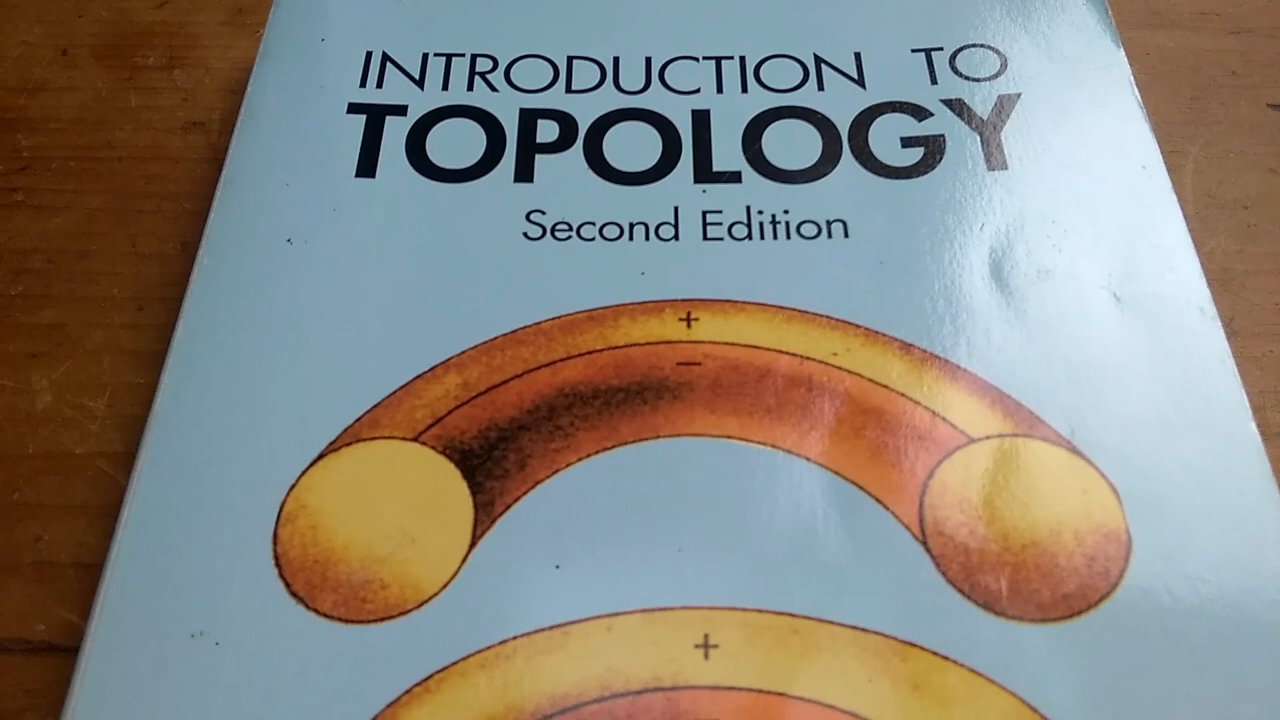 INTRODUCTION TO
TOPOLOGY
Second Edition
+
−
+